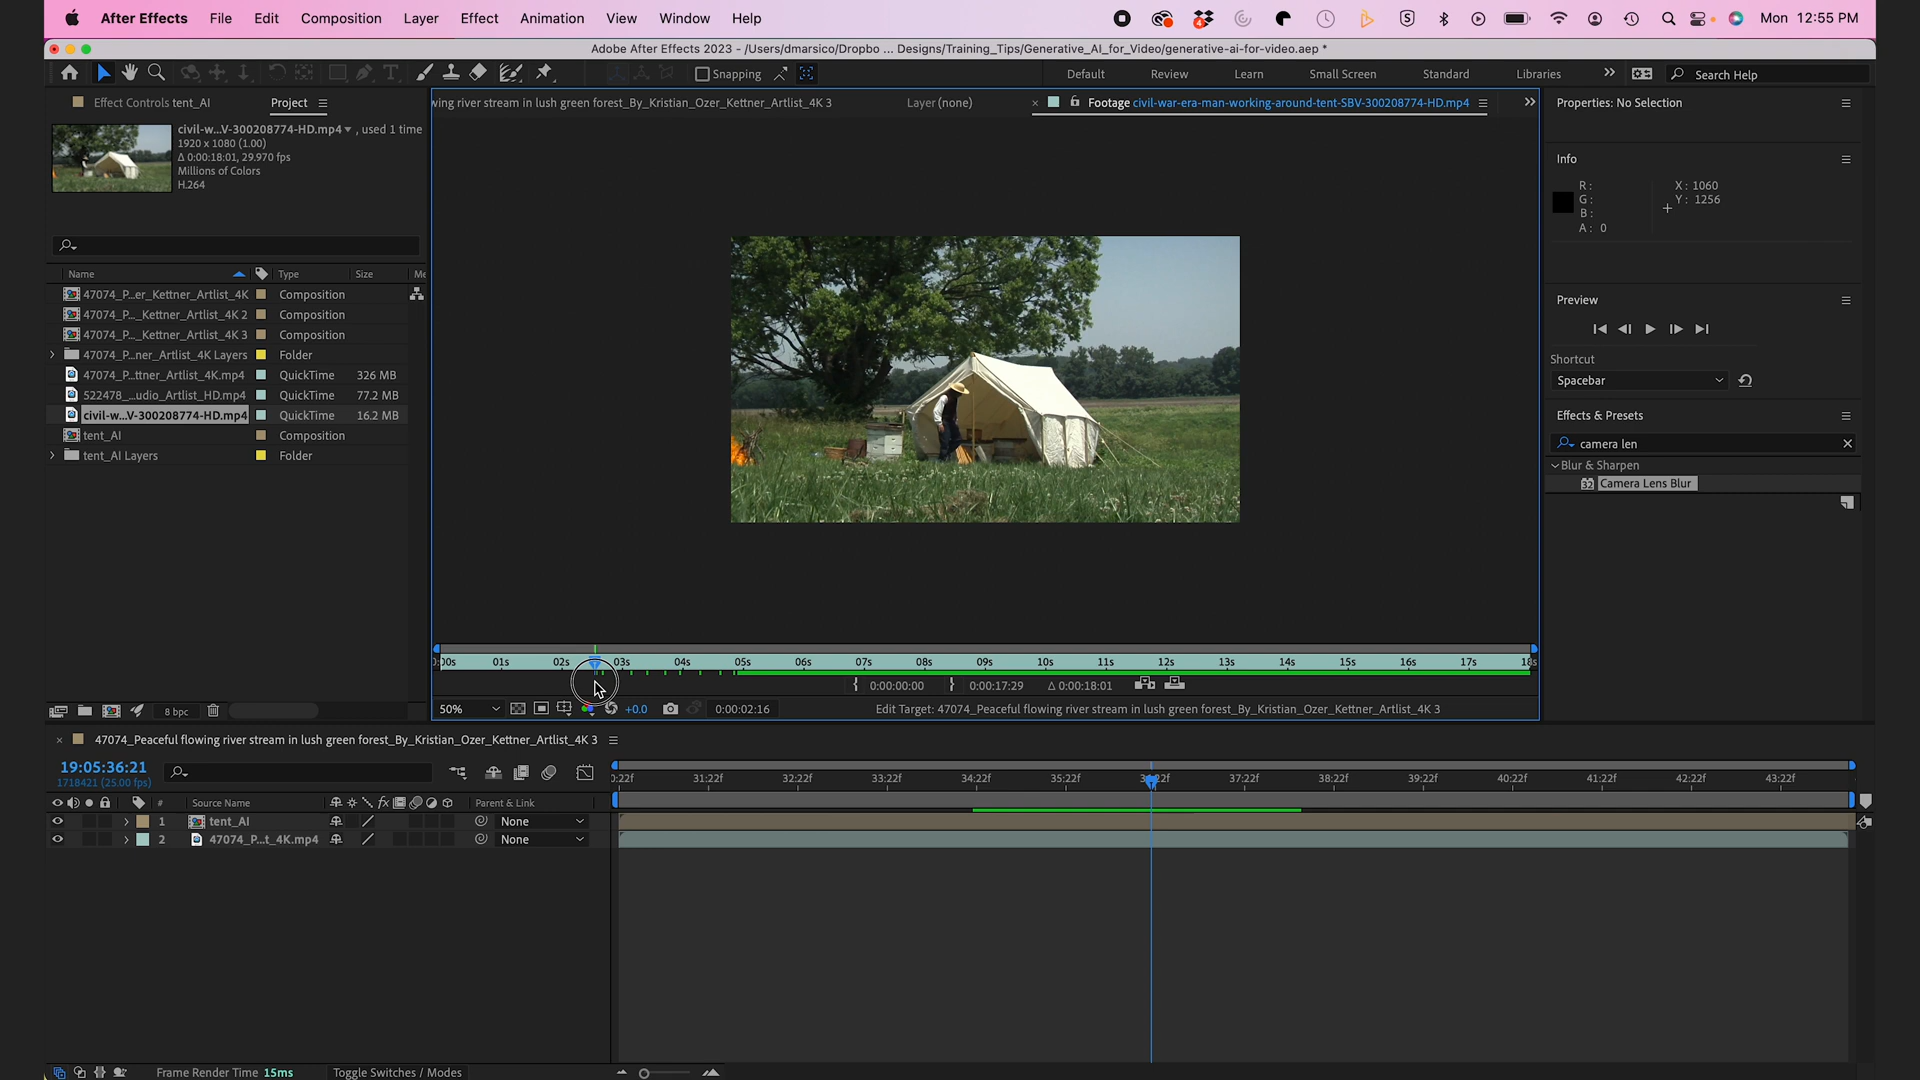 After Effects File Edit Composition Layer Effect Animation View Window Help Mon 12:55 PM
Adobe After Effects 2023 - /Users/dmarsico/Dropbo ... Designs/Training_Tips/Generative_AI_for_Video/generative-ai-for-video.aep *
Snapping Default Review Learn Small Screen Standard Libraries Search Help
Effect Controls tent_AI Project
wing river stream in lush green forest_By_Kristian_Ozer_Kettner_Artlist_4K 3 Layer (none) Footage civil-war-era-man-working-around-tent-SBV-300208774-HD.mp4
civil-w...V-300208774-HD.mp4 , used 1 time
1920 x 1080 (1.00)
Δ 0:00:18:01, 29.970 fps
Millions of Colors
H.264
Name Type Size Me
47074_P...er_Kettner_Artlist_4K Composition
47074_P..._Kettner_Artlist_4K 2 Composition
47074_P..._Kettner_Artlist_4K 3 Composition
47074_P...ner_Artlist_4K Layers Folder
47074_P...ttner_Artlist_4K.mp4 QuickTime 326 MB
522478_...udio_Artlist_HD.mp4 QuickTime 77.2 MB
civil-w...V-300208774-HD.mp4 QuickTime 16.2 MB
tent_AI Composition
tent_AI Layers Folder
8 bpc
01s 02s 03s 04s 05s 06s 07s 08s 09s 10s 11s 12s 13s 14s 15s 16s 17s
0:00:00:00 0:00:17:29 Δ 0:00:18:01
50% +0.0 0:00:02:16 Edit Target: 47074_Peaceful flowing river stream in lush green forest_By_Kristian_Ozer_Kettner_Artlist_4K 3
Properties: No Selection
Info
R: X: 1060
G: Y: 1256
B:
A: 0
Preview
Shortcut
Spacebar
Effects & Presets
camera len
Blur & Sharpen
32 Camera Lens Blur
47074_Peaceful flowing river stream in lush green forest_By_Kristian_Ozer_Kettner_Artlist_4K 3
19:05:36:21
1718421 (25.00 fps)
0:22f 31:22f 32:22f 33:22f 34:22f 35:22f 37:22f 38:22f 39:22f 40:22f 41:22f 42:22f 43:22f
# Source Name fx Parent & Link
1 tent_AI None
2 47074_P...t_4K.mp4 None
Frame Render Time 15ms Toggle Switches / Modes